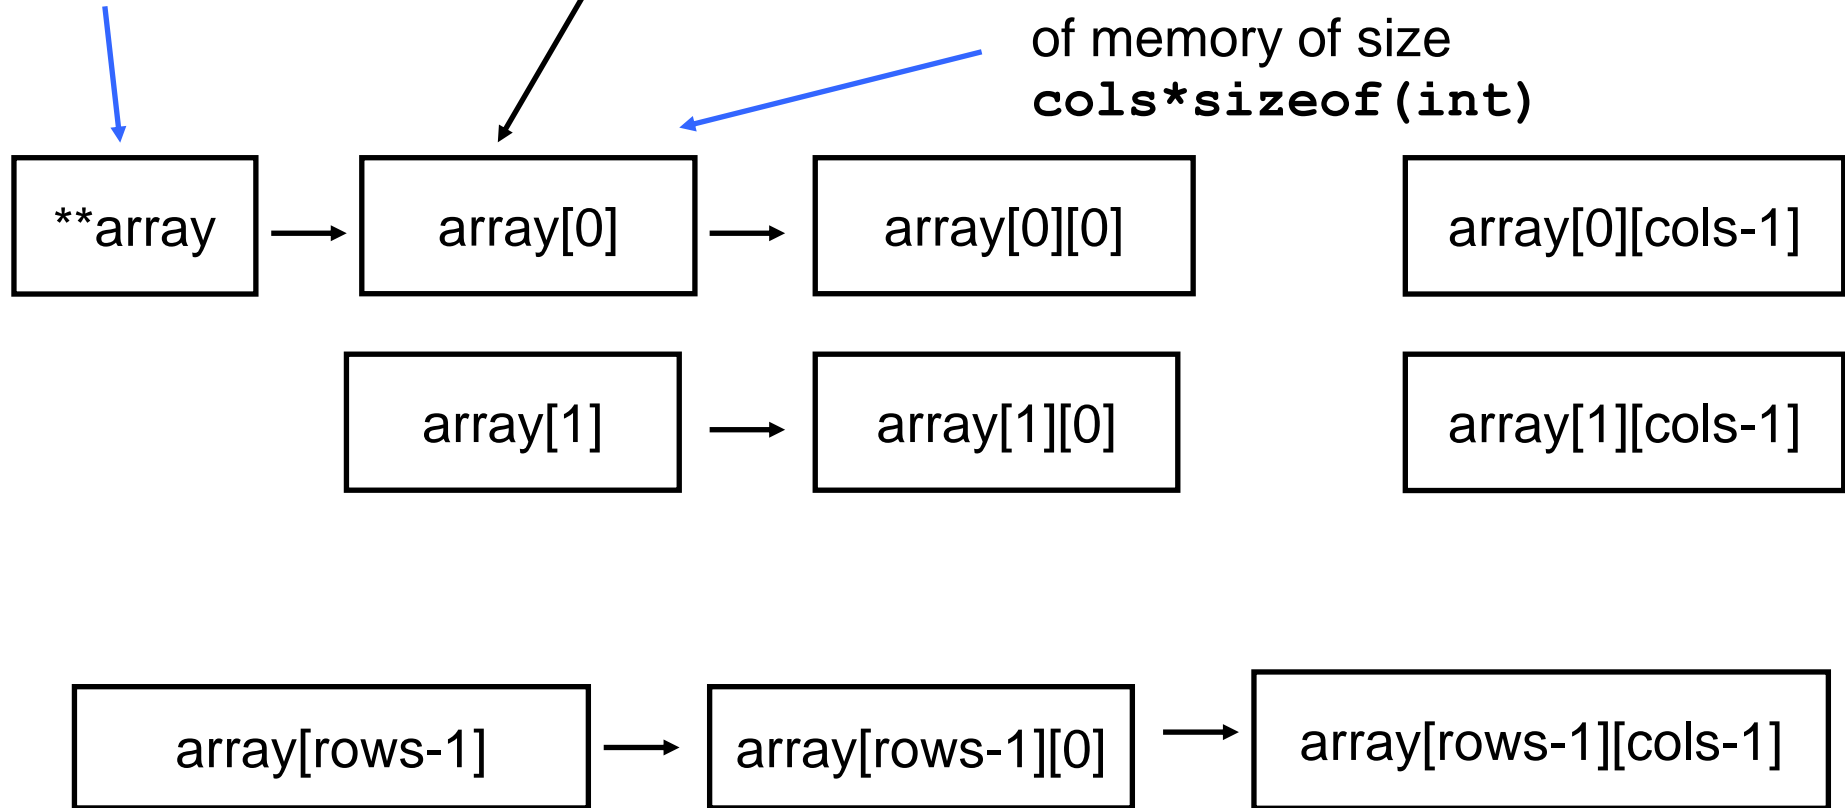 of memory of size
cols*sizeof(int)
**array
array[0]
array[0][0]
array[0][cols-1]
array[1]
array[1][0]
array[1][cols-1]
array[rows-1]
array[rows-1][0]
array[rows-1][cols-1]